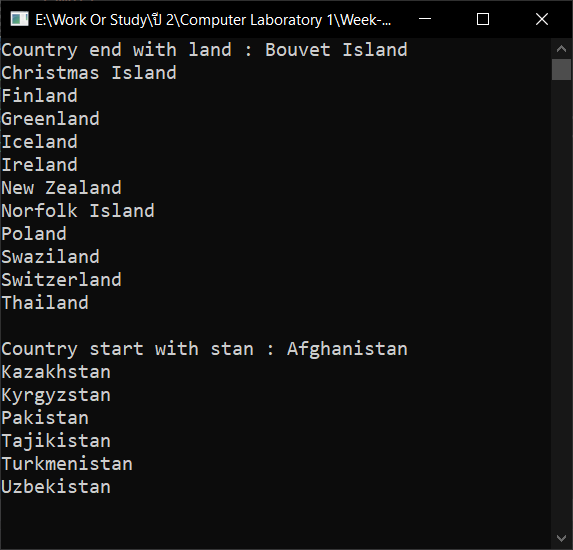 E:\Work Or Study\ปี 2\Computer Laboratory 1\Week-...
Country end with land : Bouvet Island
Christmas Island
Finland
Greenland
Iceland
Ireland
New Zealand
Norfolk Island
Poland
Swaziland
Switzerland
Thailand
Country start with stan : Afghanistan
Kazakhstan
Kyrgyzstan
Pakistan
Tajikistan
Turkmenistan
Uzbekistan